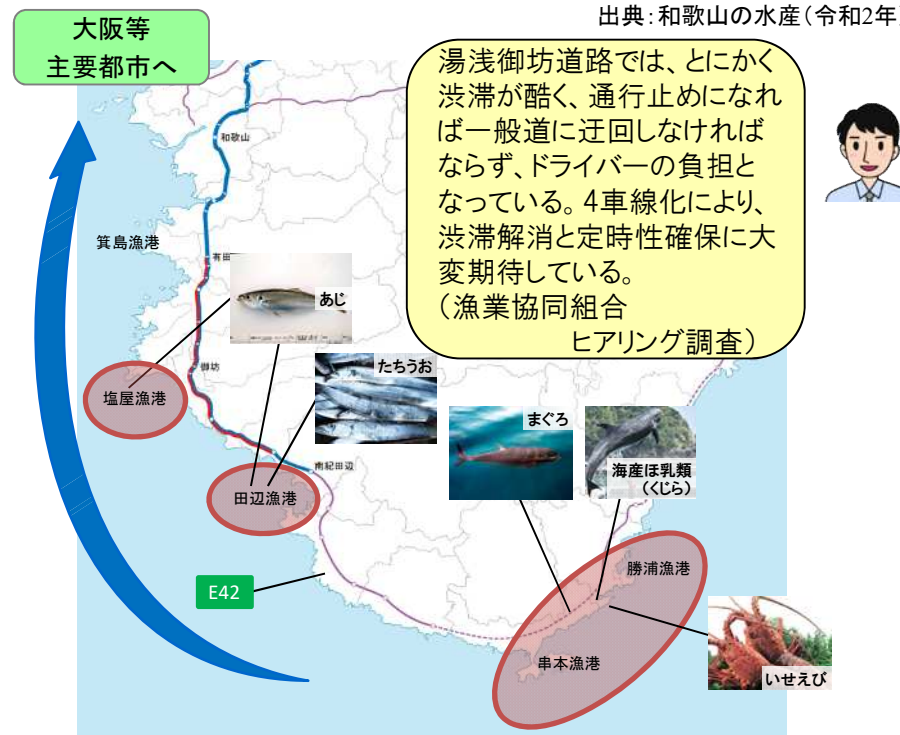 出典：和歌山の水産（令和2年）
大阪等
主要都市へ
湯浅御坊道路では、とにかく
渋滞が酷く、通行止めになれ
ば一般道に迂回しなければ
ならず、ドライバーの負担と
なっている。4車線化により、
渋滞解消と定時性確保に大
変期待している。
（漁業協同組合
ヒアリング調査）
和歌山
箕島漁港
有田
あじ
御坊
たちうお
塩屋漁港
まぐろ
海産ほ乳類
（くじら）
南紀田辺
田辺漁港
勝浦漁港
E42
串本漁港
いせえび